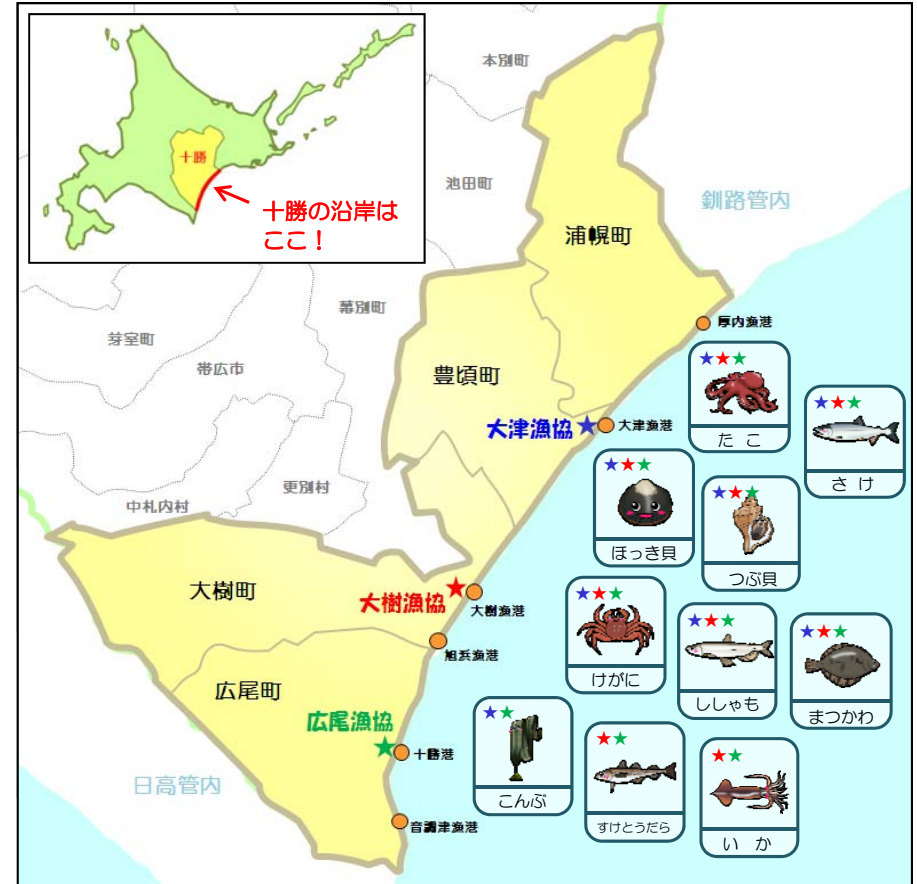 十勝
十勝の沿岸は
ここ！
本別町
池田町
釧路管内
浦幌町
幕別町
厚内漁港
芽室町
帯広市
豊頃町
★★★
たこ
大津漁協★
大津漁港
★★★
さけ
★★★
ほっき貝
★★★
つぶ貝
更別村
中札内村
大樹町
大樹漁協★
大樹漁港
★★★
けがに
★★★
ししゃも
★★★
まつかわ
旭浜漁港
広尾町
広尾漁協
★
十勝港
★★
こんぶ
★★
すけとうだら
★★
いか
日高管内
音調津漁港